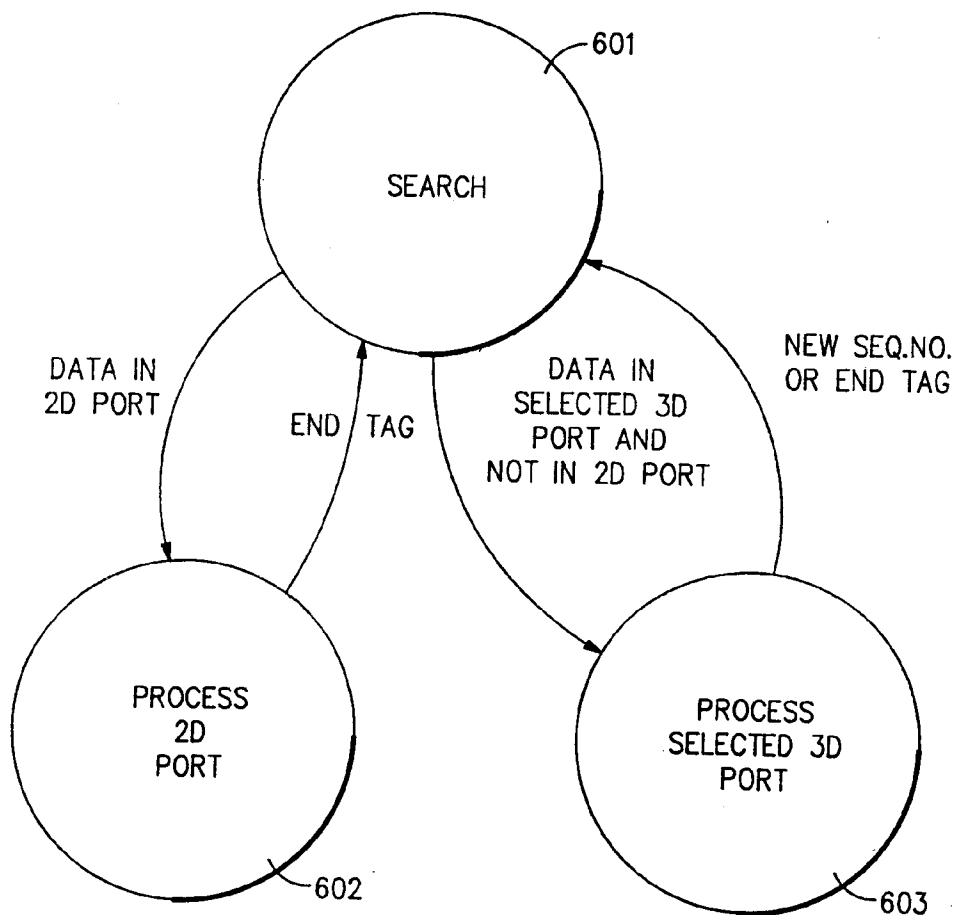 601
SEARCH
DATA IN
2D PORT
END TAG
DATA IN
SELECTED 3D
PORT AND
NOT IN 2D PORT
NEW SEQ.NO.
OR END TAG
PROCESS
2D
PORT
602
PROCESS
SELECTED 3D
PORT
603